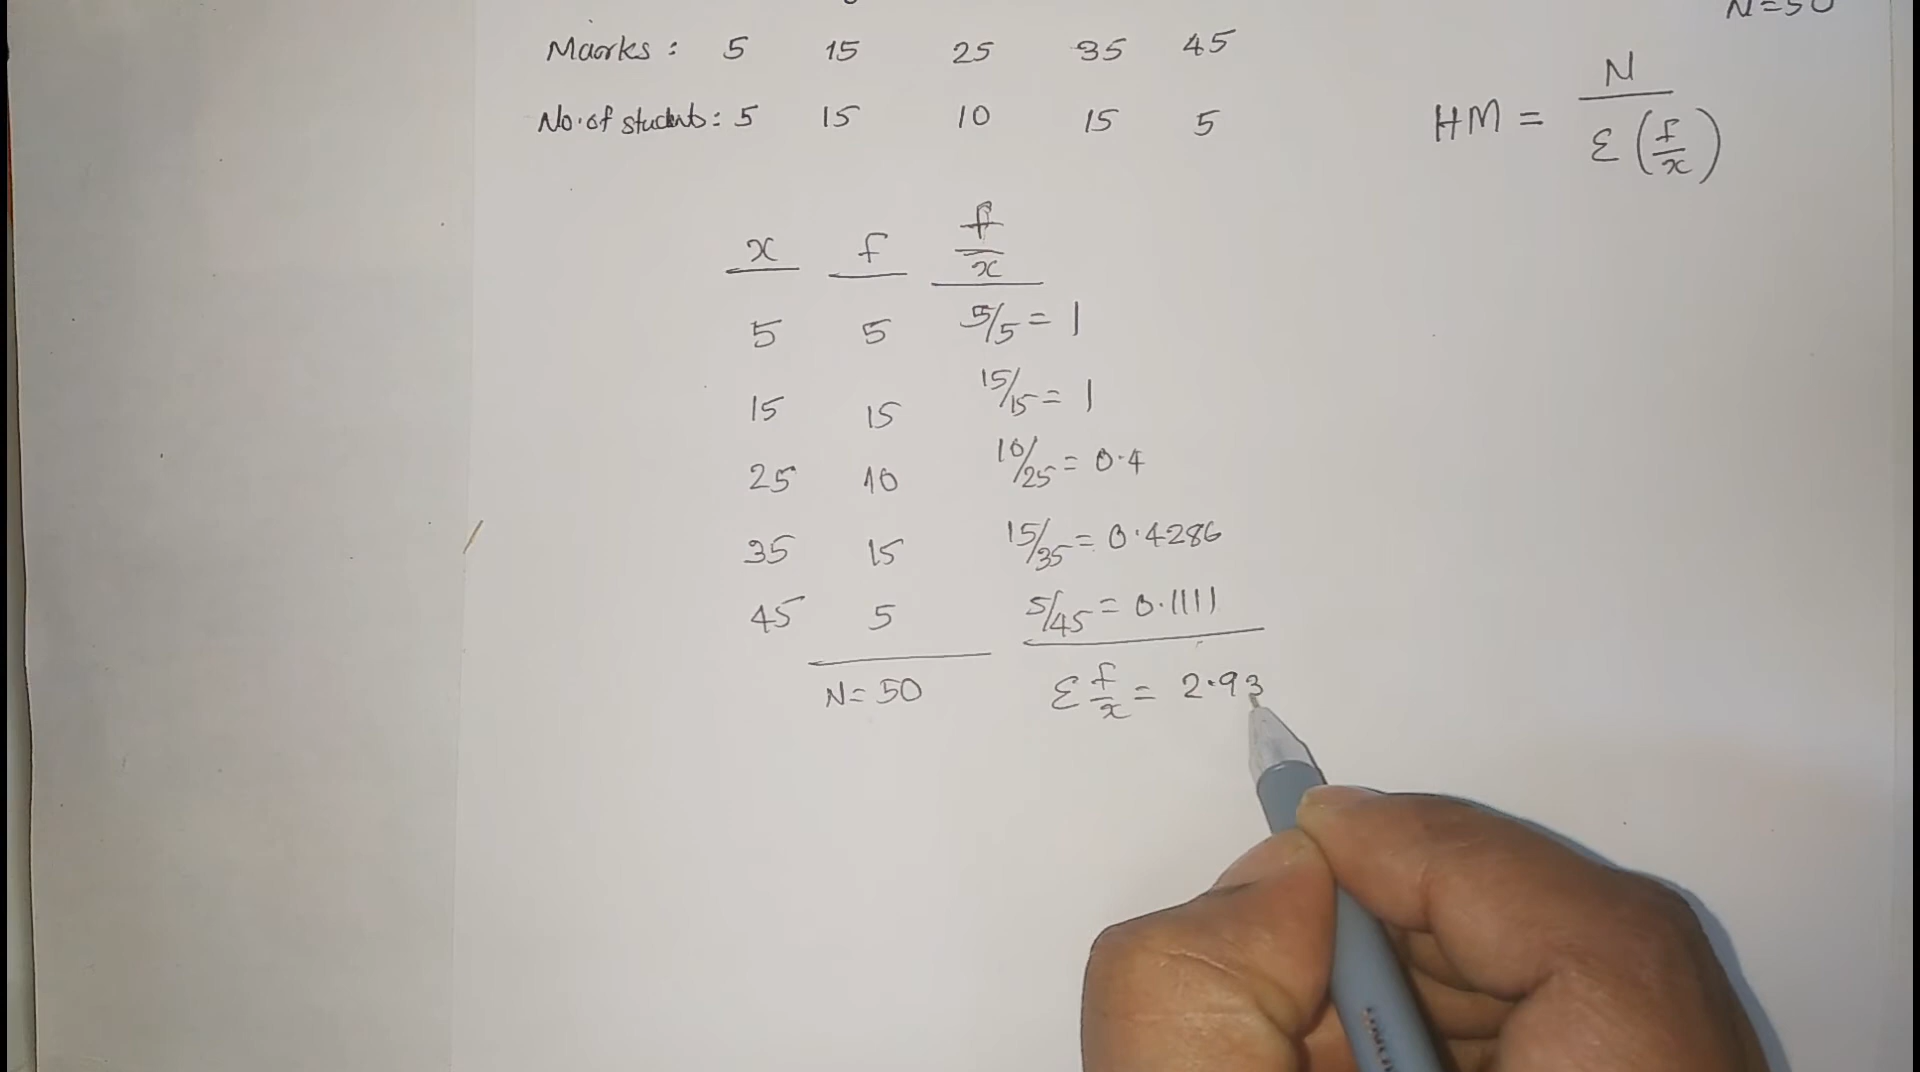 N=50
Marks : 5 15 25 35 45
No. of students : 5 15 10 15 5
HM = N / Σ (f/x)
x f f/x
5 5 5/5 = 1
15 15 15/15 = 1
25 10 10/25 = 0.4
35 15 15/35 = 0.4286
45 5 5/45 = 0.1111
N = 50 Σ f/x = 2.93